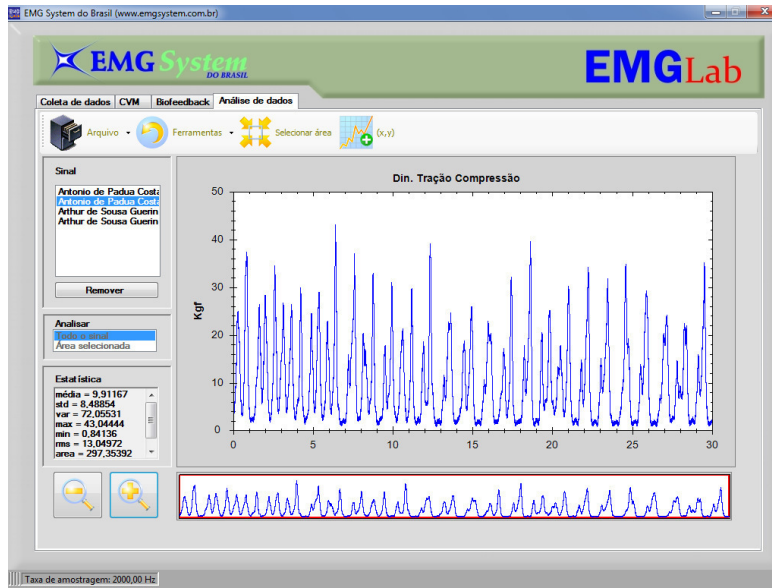 EMG System do Brasil (www.emgsystem.com.br)
EMG System
DO BRASIL
EMGLab
Coleta de dados CVM Biofeedback Análise de dados
Arquivo Ferramentas Selecionar área (x,y)
Sinal
Antonio de Padua Costa
Antonio de Padua Costa
Arthur de Sousa Guerin
Arthur de Sousa Guerin
Remover
Analisar
Todo o sinal
Área selecionada
Estatística
média = 9,91167
std = 8,48854
var = 72,05531
max = 43,04444
min = 0,84136
rms = 13,04972
area = 297,35392
Din. Tração Compressão
Kgf
50
40
30
20
10
0
0 5 10 15 20 25 30
Taxa de amostragem: 2000,00 Hz